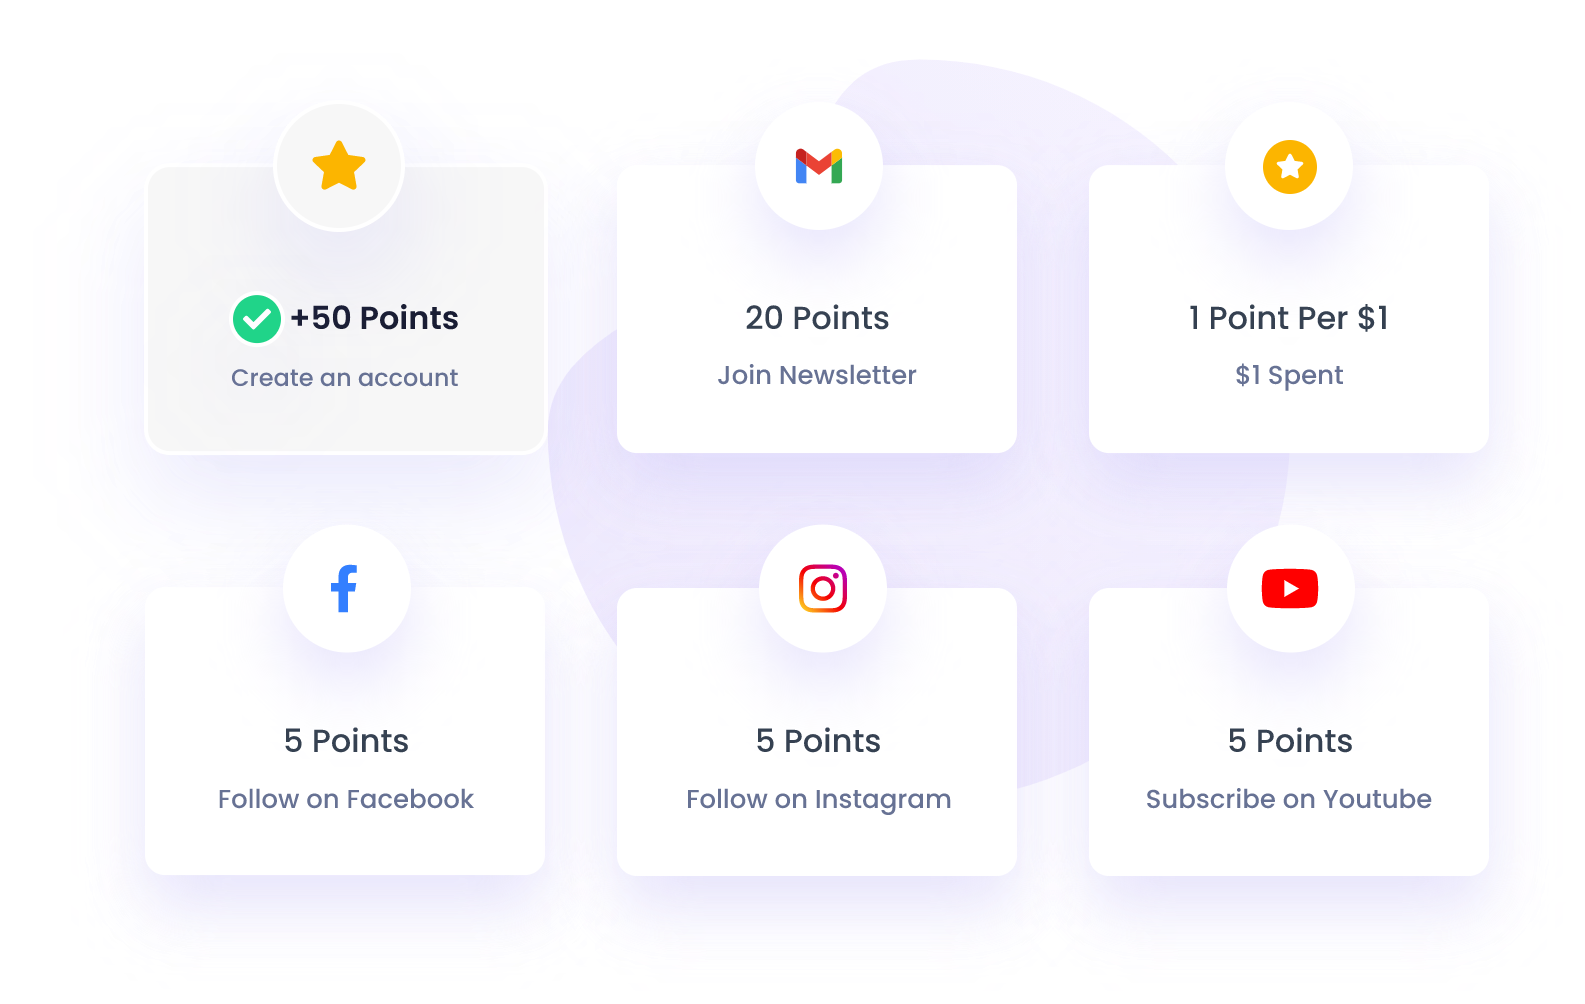 +50 Points
Create an account
20 Points
Join Newsletter
1 Point Per $1
$1 Spent
5 Points
Follow on Facebook
5 Points
Follow on Instagram
5 Points
Subscribe on Youtube